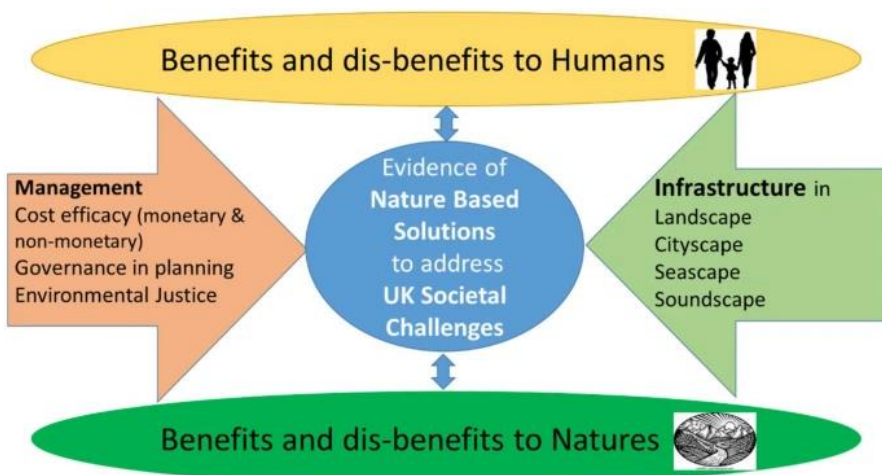 Benefits and dis-benefits to Humans
Management
Cost efficacy (monetary &
non-monetary)
Governance in planning
Environmental Justice
Evidence of
Nature Based
Solutions
to address
UK Societal
Challenges
Infrastructure in
Landscape
Cityscape
Seascape
Soundscape
Benefits and dis-benefits to Natures